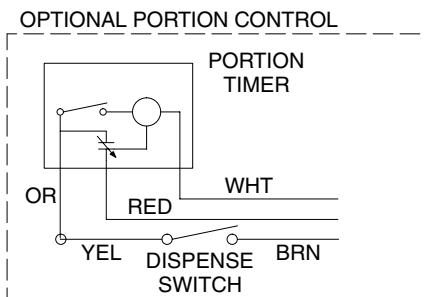 OPTIONAL PORTION CONTROL
PORTION
TIMER
OR
WHT
RED
YEL
DISPENSE
SWITCH
BRN